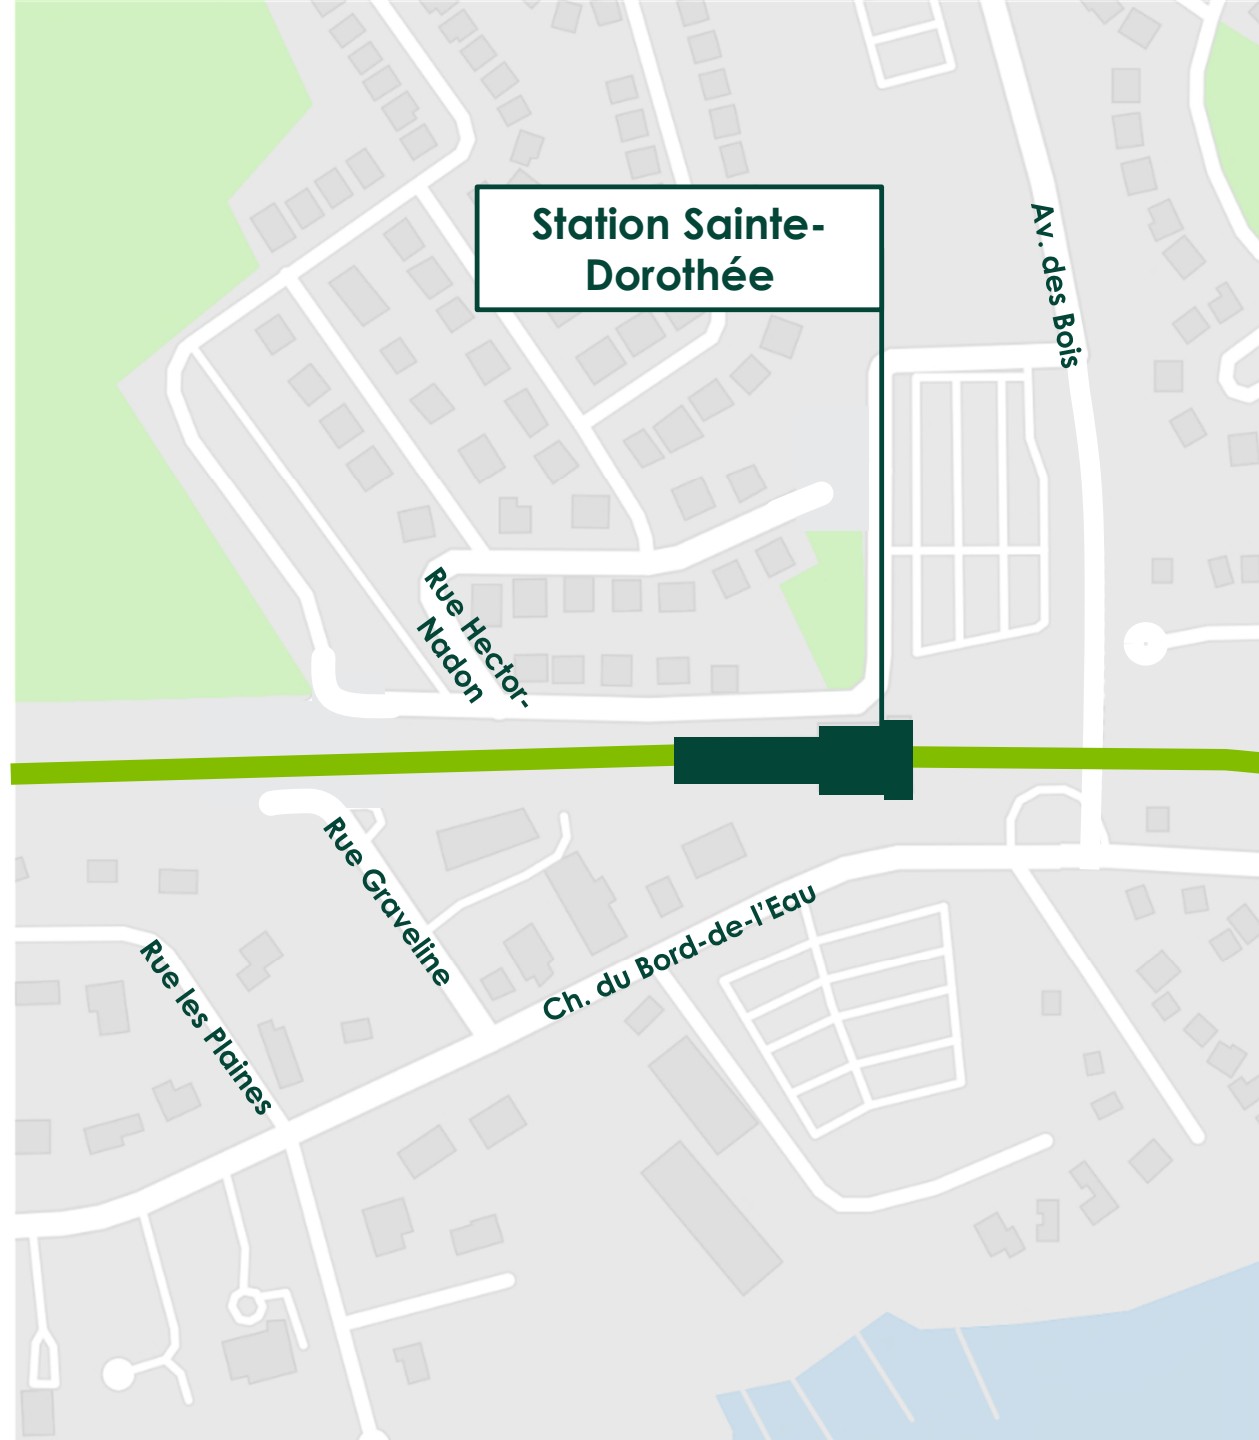 Station Sainte-
Dorothée
Av. des Bois
Rue Hector-
Nadon
Rue Graveline
Ch. du Bord-de-l'Eau
Rue les Plaines